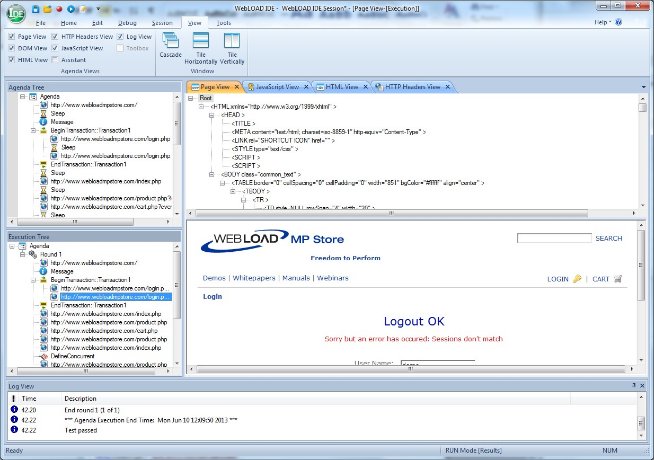 IDE
WebLOAD IDE - WebLOAD IDE Session* - [Page View-[Execution]]
File Home Edit Debug Session View Tools Help
Page View HTTP Headers View Log View
DOM View JavaScript View Toolbox
HTML View Assistant
Agenda Views
Cascade
Tile Horizontally
Tile Vertically
Window
Agenda Tree
Agenda
http://www.webloadmpstore.com/
Sleep
Message
BeginTransaction::Transaction1
http://www.webloadmpstore.com/login.php
Sleep
http://www.webloadmpstore.com/login.php
EndTransaction::Transaction1
Sleep
http://www.webloadmpstore.com/index.php
Sleep
http://www.webloadmpstore.com/product.php?
http://www.webloadmpstore.com/cart.php?ever
Sleep
Page View JavaScript View HTML View HTTP Headers View
Root
<HTML xmlns="http://www.w3.org/1999/xhtml" >
<HEAD >
<TITLE >
<META content="text/html; charset=iso-8859-1" http-equiv="Content-Type" >
<LINK rel="SHORTCUT ICON" href="" >
<STYLE type="text/css" >
<SCRIPT >
<SCRIPT >
<BODY class="common_text" >
<TABLE border="0" cellSpacing="0" cellPadding="0" width="851" bgColor="#ffffff" align="center" >
<TBODY >
<TR >
Execution Tree
Agenda
Round 1
http://www.webloadmpstore.com/
Message
BeginTransaction::Transaction1
http://www.webloadmpstore.com/login.p...
http://www.webloadmpstore.com/login.p...
EndTransaction::Transaction1
http://www.webloadmpstore.com/index.php
http://www.webloadmpstore.com/product.php
http://www.webloadmpstore.com/cart.php
http://www.webloadmpstore.com/product.php
http://www.webloadmpstore.com/index.php
DefineConcurrent
http://www.webloadmpstore.com/product.php
WEBLOAD MP Store
Freedom to Perform
SEARCH
Demos | Whitepapers | Manuals | Webinars
LOGIN | CART
Login
Logout OK
Sorry but an error has occured: Sessions don't match
User Name:
Log View
Time Description
42.20 End round 1 (1 of 1)
42.22 *** Agenda Execution End Time: Mon Jun 10 12:09:50 2013 ***
42.22 Test passed
Ready RUN Mode [Results] NUM